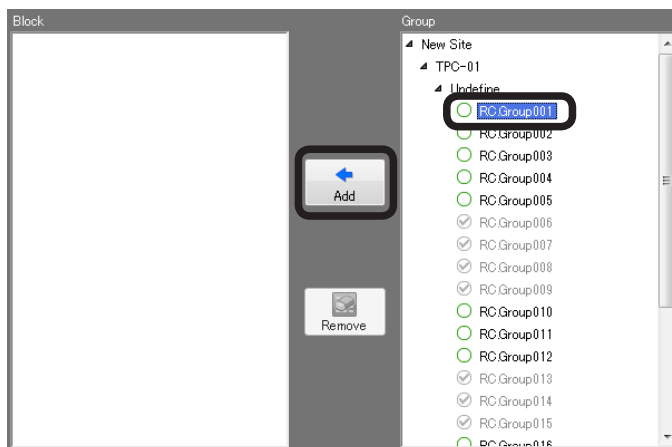 Block
Group
New Site
TPC-01
Undefine
RC.Group001
RC.Group002
RC.Group003
RC.Group004
RC.Group005
RC.Group006
RC.Group007
RC.Group008
RC.Group009
RC.Group010
RC.Group011
RC.Group012
RC.Group013
RC.Group014
RC.Group015
RC.Group016
Add
Remove